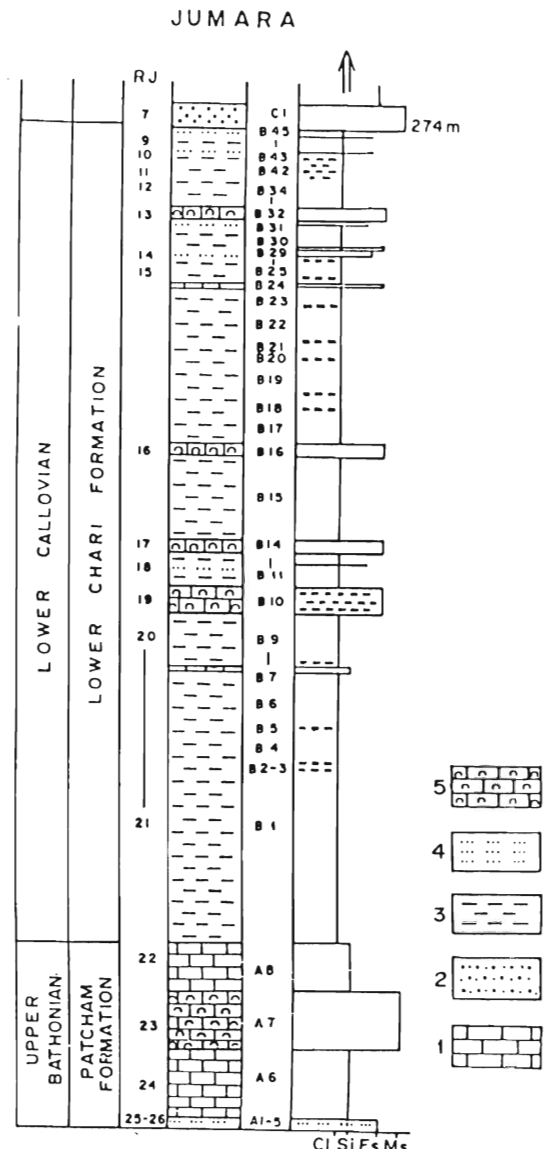 JUMARA
RJ
7 C1
274m
B45
9 I
10 B43
11 B42
12 B34
I
13 B32
B31
B30
14 B29
I
15 B25
B24
B23
B22
B21
B20
B19
B18
B17
16 B16
B15
17 B14
18 I
B11
19 B10
20 B9
I
B7
B6
B5
B4
B2-3
21 B1
22 A8
23 A7
24 A6
25-26 A1-5
Cl Si Fs Ms
LOWER CALLOVIAN
LOWER CHARI FORMATION
UPPER
BATHONIAN
PATCHAM
FORMATION
5
4
3
2
1